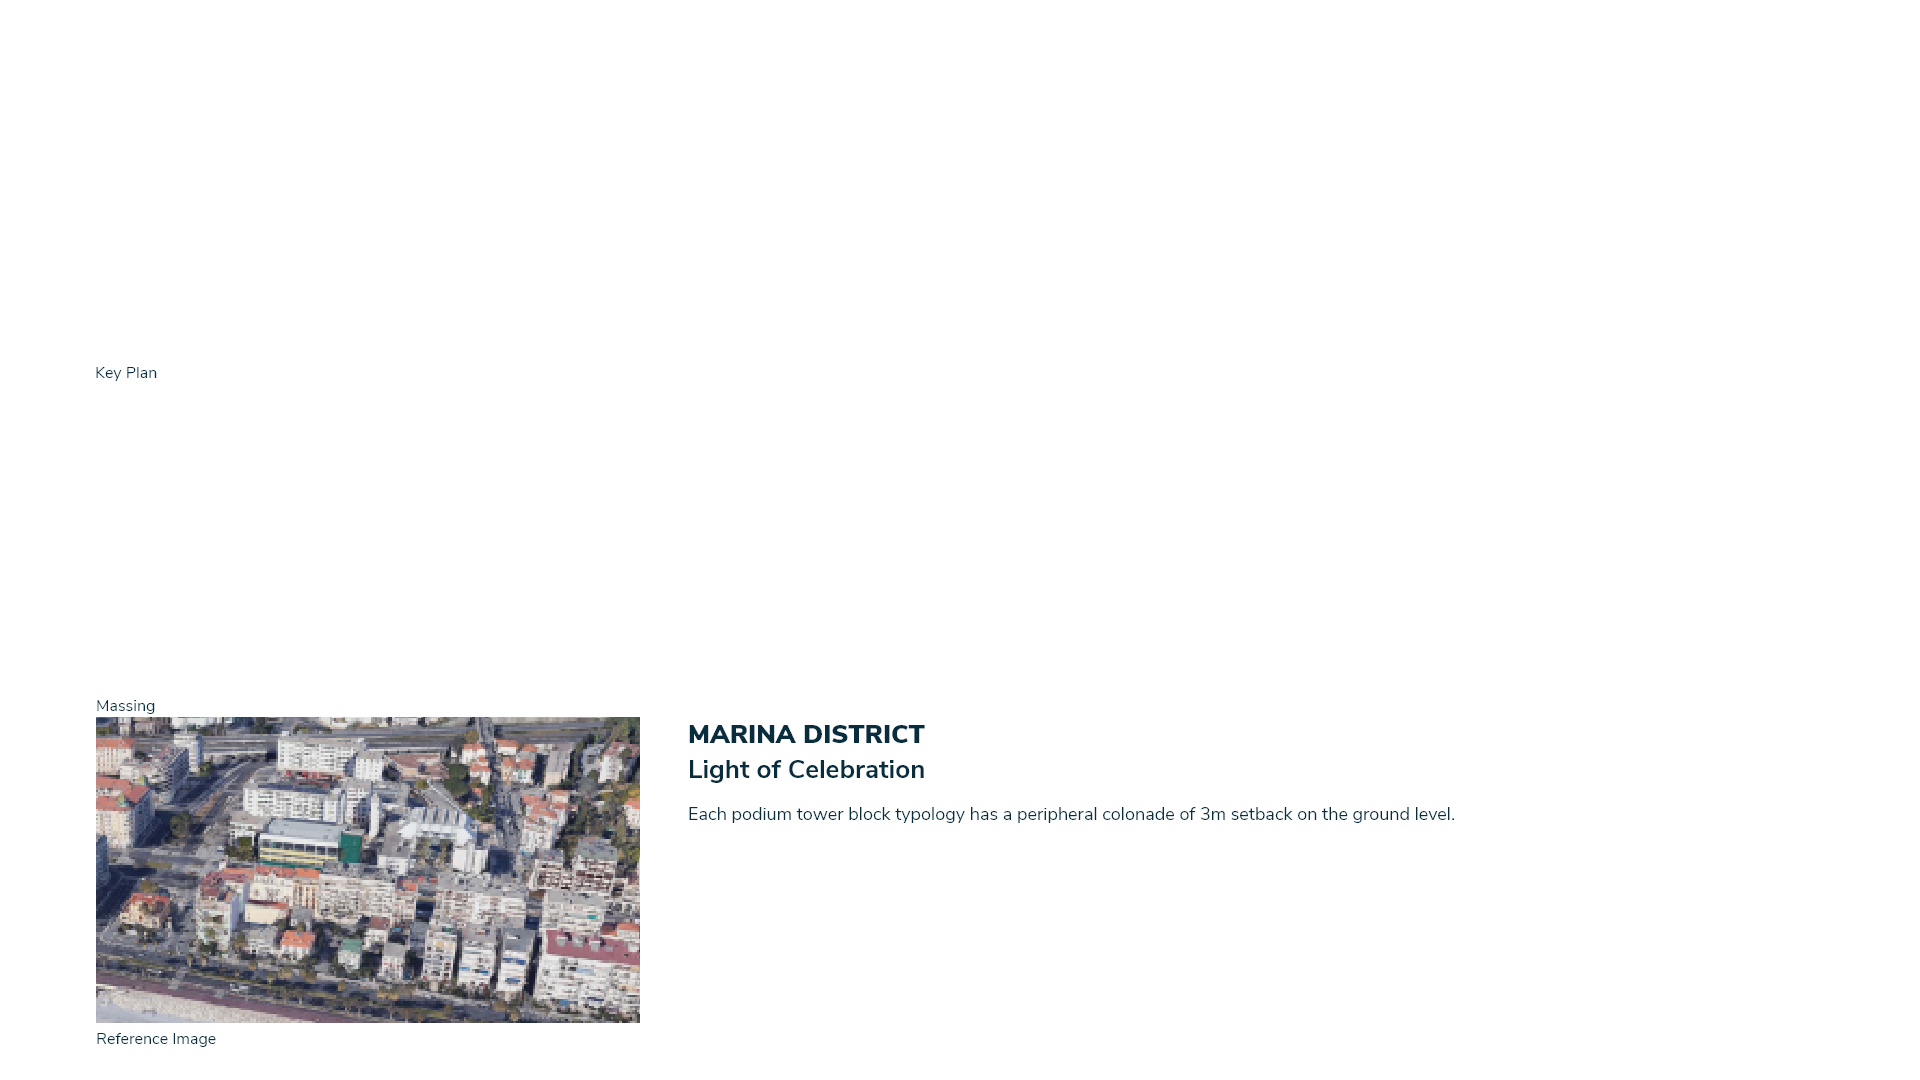 Key Plan
Massing
MARINA DISTRICT
Light of Celebration
Each podium tower block typology has a peripheral colonade of 3m setback on the ground level.
Reference Image